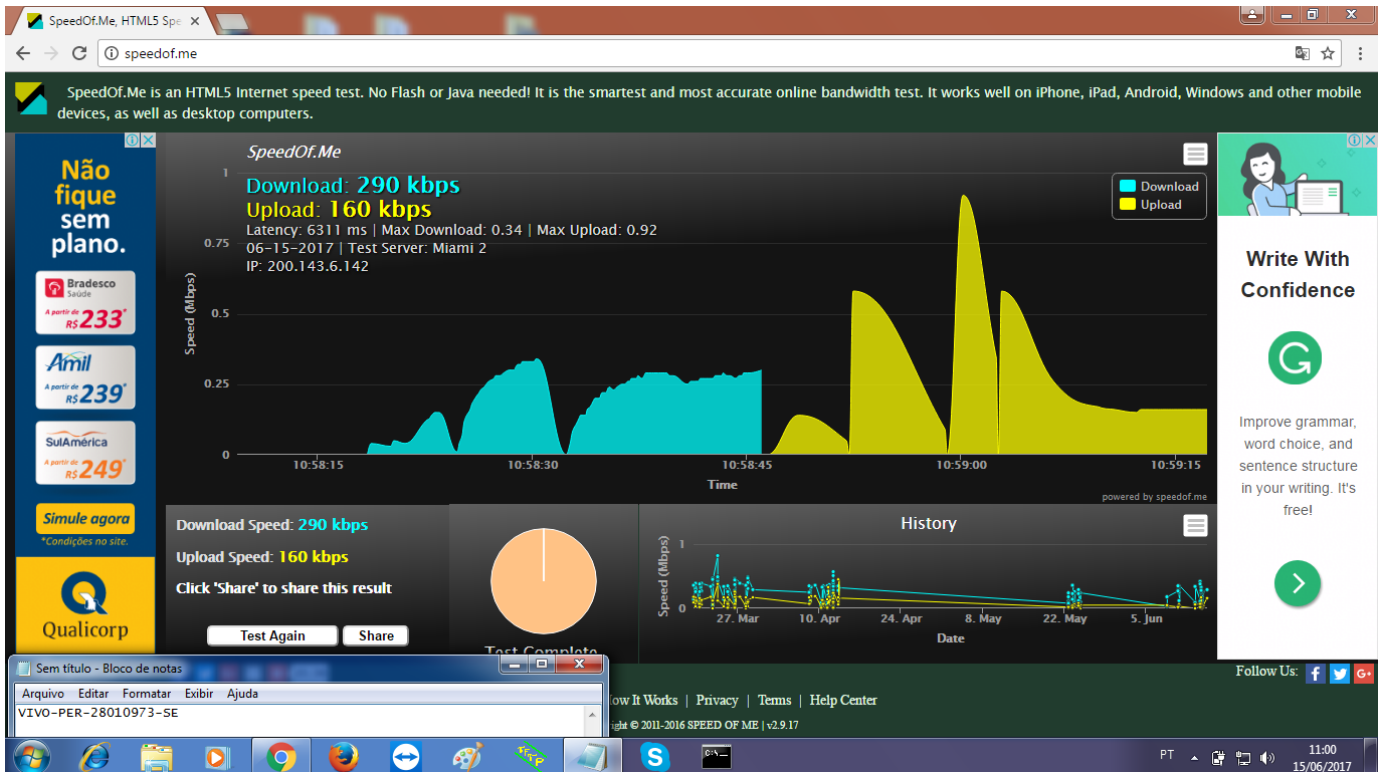 SpeedOf.Me, HTML5 Spe
speedof.me
SpeedOf.Me is an HTML5 Internet speed test. No Flash or Java needed! It is the smartest and most accurate online bandwidth test. It works well on iPhone, iPad, Android, Windows and other mobile
devices, as well as desktop computers.
Não
fique
sem
plano.
Bradesco
Saúde
A partir de
R$ 233*
Amil
A partir de
R$ 239*
SulAmérica
A partir de
R$ 249*
Simule agora
*Condições no site.
Qualicorp
SpeedOf.Me
Download: 290 kbps
Upload: 160 kbps
Latency: 6311 ms | Max Download: 0.34 | Max Upload: 0.92
06-15-2017 | Test Server: Miami 2
IP: 200.143.6.142
Download
Upload
Speed (Mbps)
1
0.75
0.5
0.25
0
10:58:15 10:58:30 10:58:45 10:59:00 10:59:15
Time
powered by speedof.me
Write With
Confidence
G
Improve grammar,
word choice, and
sentence structure
in your writing. It's
free!
Download Speed: 290 kbps
Upload Speed: 160 kbps
Click 'Share' to share this result
Test Again Share
Test Complete
History
Speed (Mbps)
1
0
27. Mar 10. Apr 24. Apr 8. May 22. May 5. Jun
Date
Follow Us: f G+
Sem título - Bloco de notas
Arquivo Editar Formatar Exibir Ajuda
VIVO-PER-28010973-SE
ow It Works | Privacy | Terms | Help Center
ight © 2011-2016 SPEED OF ME | v2.9.17
TFTP
S
C:\
PT
11:00
15/06/2017